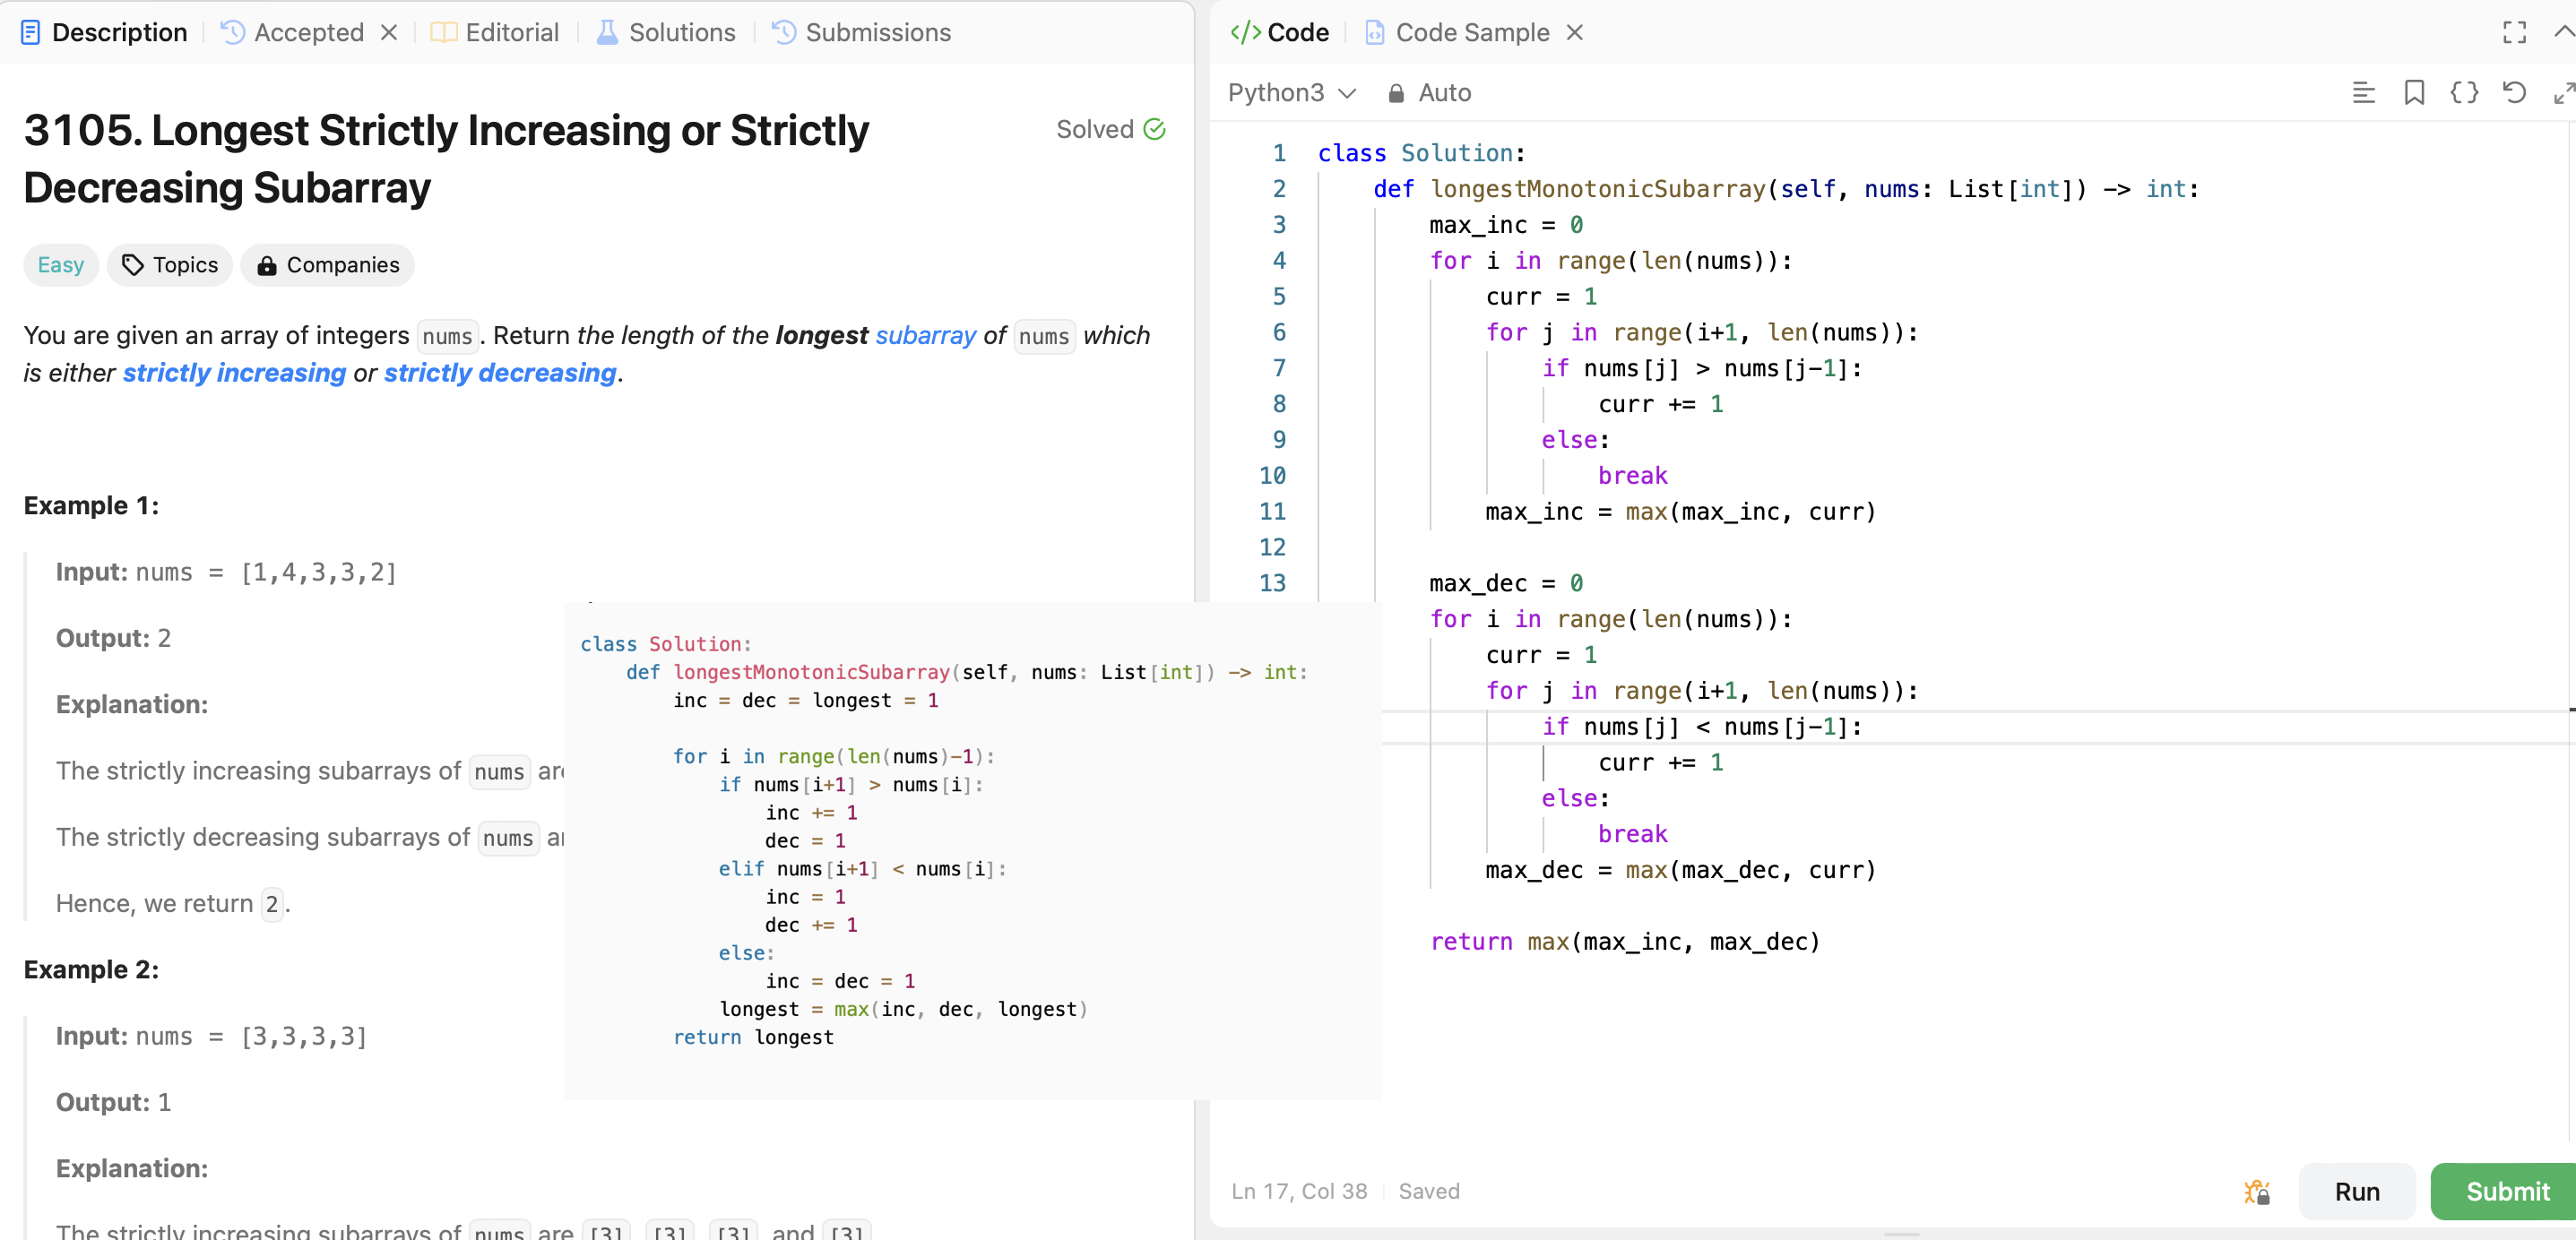 Description Accepted Editorial Solutions Submissions
3105. Longest Strictly Increasing or Strictly
Decreasing Subarray
Solved
Easy Topics Companies
You are given an array of integers nums. Return the length of the longest subarray of nums which
is either strictly increasing or strictly decreasing.
Example 1:
Input: nums = [1,4,3,3,2]
Output: 2
Explanation:
The strictly increasing subarrays of nums
The strictly decreasing subarrays of nums
Hence, we return 2.
Example 2:
Input: nums = [3,3,3,3]
Output: 1
Explanation:
The strictly increasing subarrays of nums are [3], [3], [3], and [3]
class Solution:
    def longestMonotonicSubarray(self, nums: List[int]) -> int:
        inc = dec = longest = 1

        for i in range(len(nums)-1):
            if nums[i+1] > nums[i]:
                inc += 1
                dec = 1
            elif nums[i+1] < nums[i]:
                inc = 1
                dec += 1
            else:
                inc = dec = 1
            longest = max(inc, dec, longest)
        return longest
</> Code Code Sample
Python3 Auto
1 class Solution:
2     def longestMonotonicSubarray(self, nums: List[int]) -> int:
3         max_inc = 0
4         for i in range(len(nums)):
5             curr = 1
6             for j in range(i+1, len(nums)):
7                 if nums[j] > nums[j-1]:
8                     curr += 1
9                 else:
10                     break
11             max_inc = max(max_inc, curr)
12
13         max_dec = 0
        for i in range(len(nums)):
            curr = 1
            for j in range(i+1, len(nums)):
                if nums[j] < nums[j-1]:
                    curr += 1
                else:
                    break
            max_dec = max(max_dec, curr)

        return max(max_inc, max_dec)
Ln 17, Col 38 Saved
Run Submit